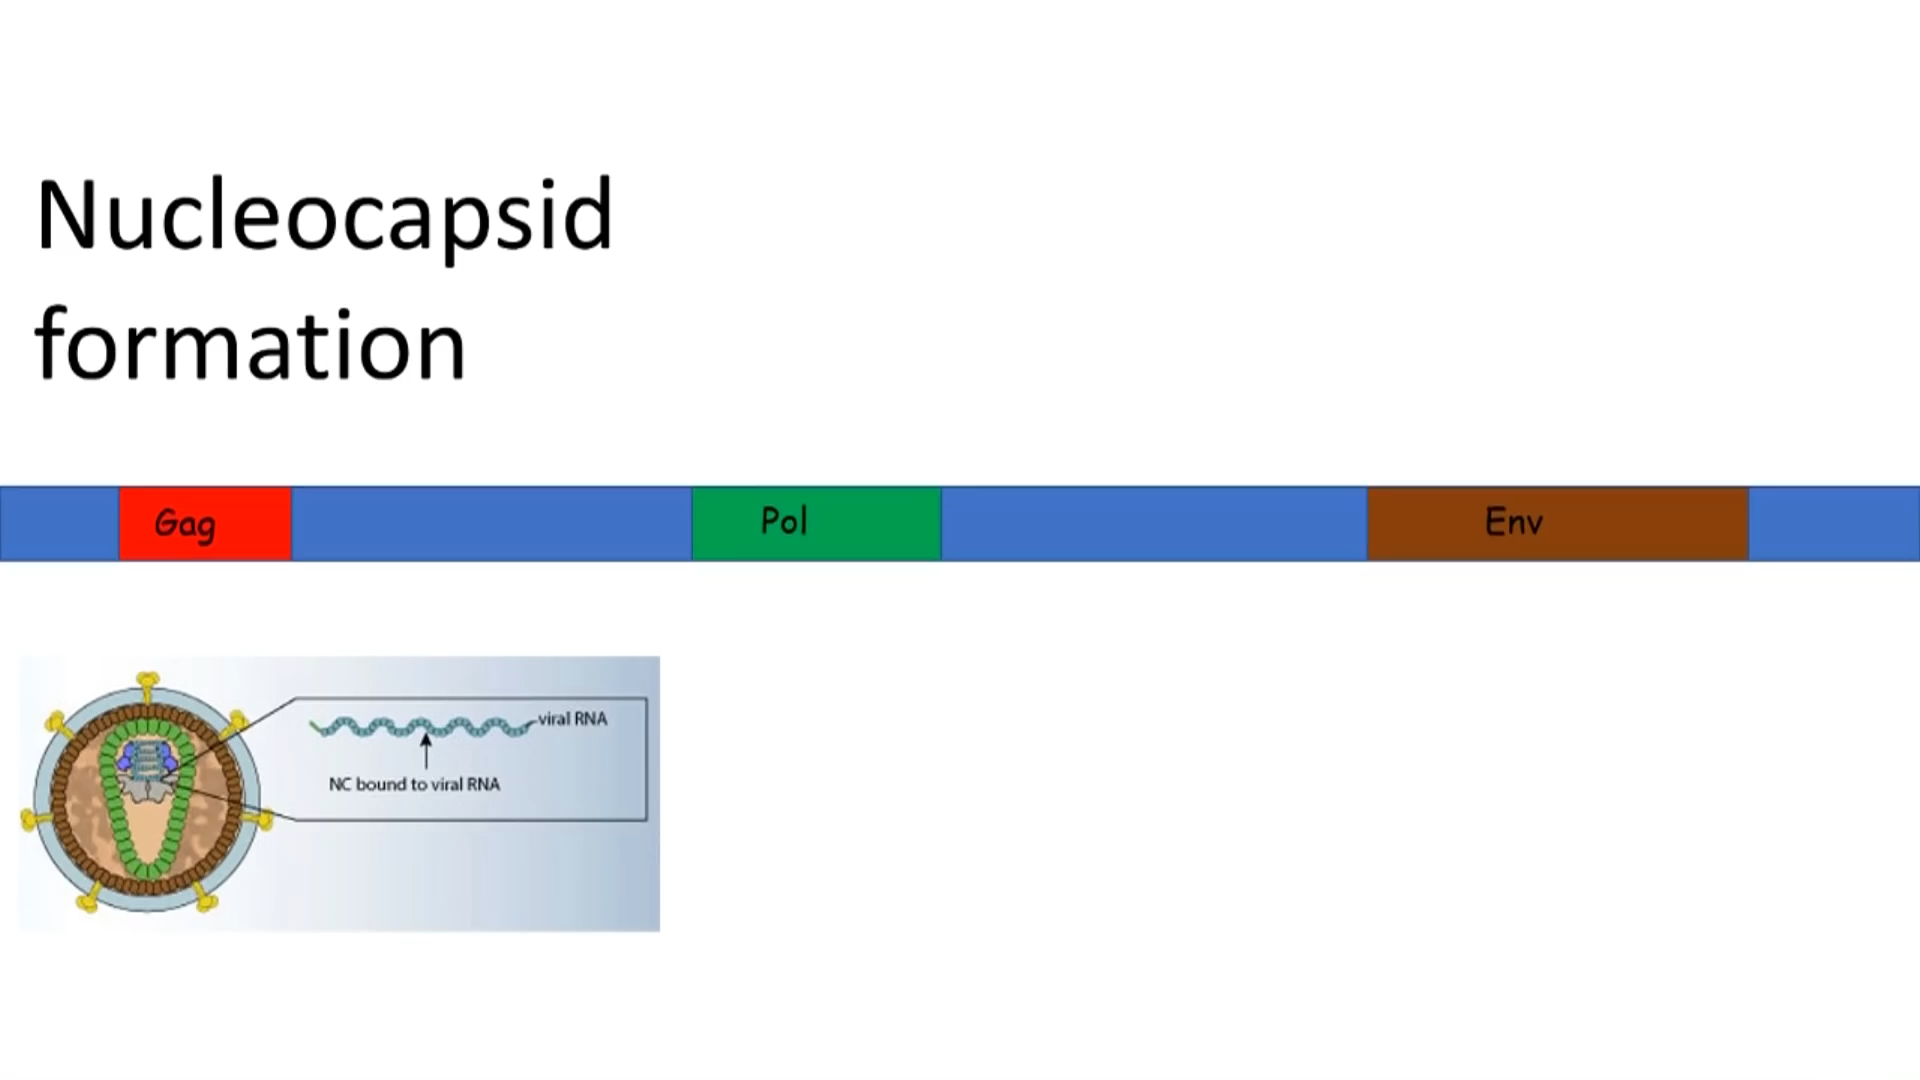 Nucleocapsid
formation
Gag
Pol
Env
viral RNA
NC bound to viral RNA